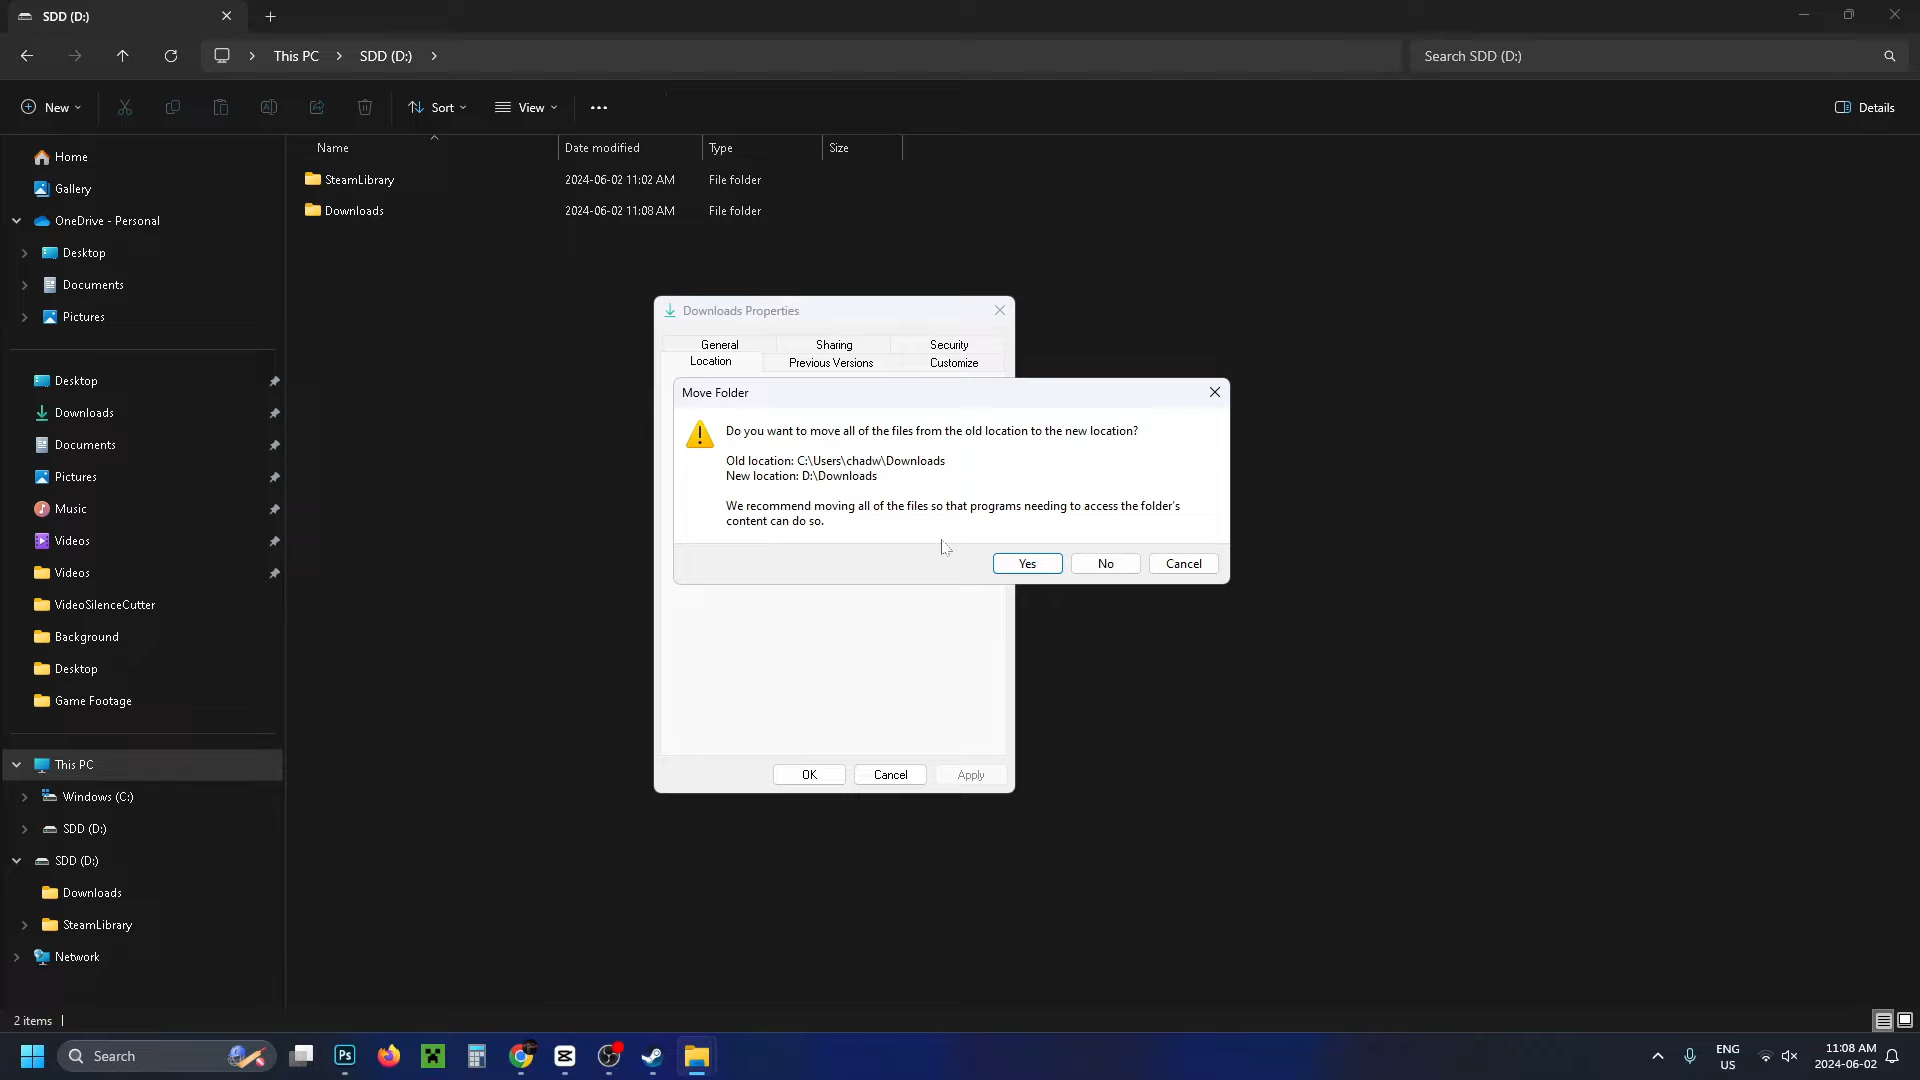 SDD (D:)
This PC
SDD (D:)
Search SDD (D:)
New
Sort
View
Details
Name
Date modified
Type
Size
SteamLibrary
2024-06-02 11:02 AM
File folder
Downloads
2024-06-02 11:08 AM
File folder
Home
Gallery
OneDrive - Personal
Desktop
Documents
Pictures
Desktop
Downloads
Documents
Pictures
Music
Videos
Videos
VideoSilenceCutter
Background
Desktop
Game Footage
This PC
Windows (C:)
SDD (D:)
SDD (D:)
Downloads
SteamLibrary
Network
Downloads Properties
General
Sharing
Security
Location
Previous Versions
Customize
Move Folder
Do you want to move all of the files from the old location to the new location?
Old location: C:\Users\chadw\Downloads
New location: D:\Downloads
We recommend moving all of the files so that programs needing to access the folder's
content can do so.
Yes
No
Cancel
OK
Cancel
Apply
2 items
Search
Ps
ENG
US
11:08 AM
2024-06-02